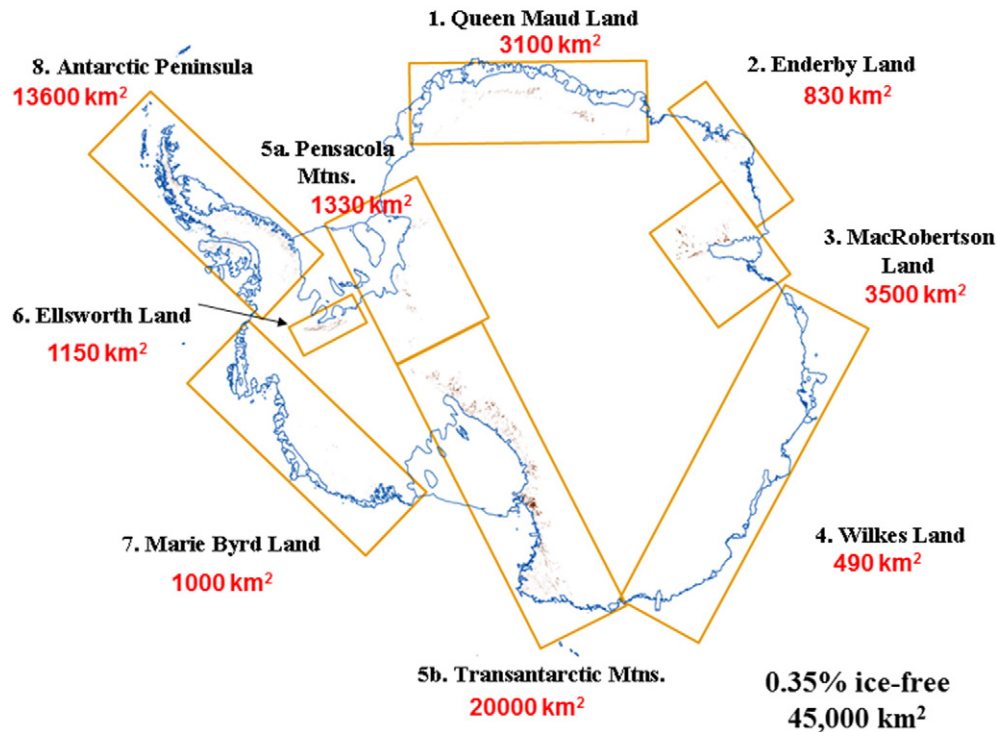 1. Queen Maud Land
3100 km²
8. Antarctic Peninsula
13600 km²
2. Enderby Land
830 km²
5a. Pensacola
Mtns.
1330 km²
3. MacRobertson
Land
3500 km²
6. Ellsworth Land
1150 km²
7. Marie Byrd Land
1000 km²
4. Wilkes Land
490 km²
5b. Transantarctic Mtns.
20000 km²
0.35% ice-free
45,000 km²